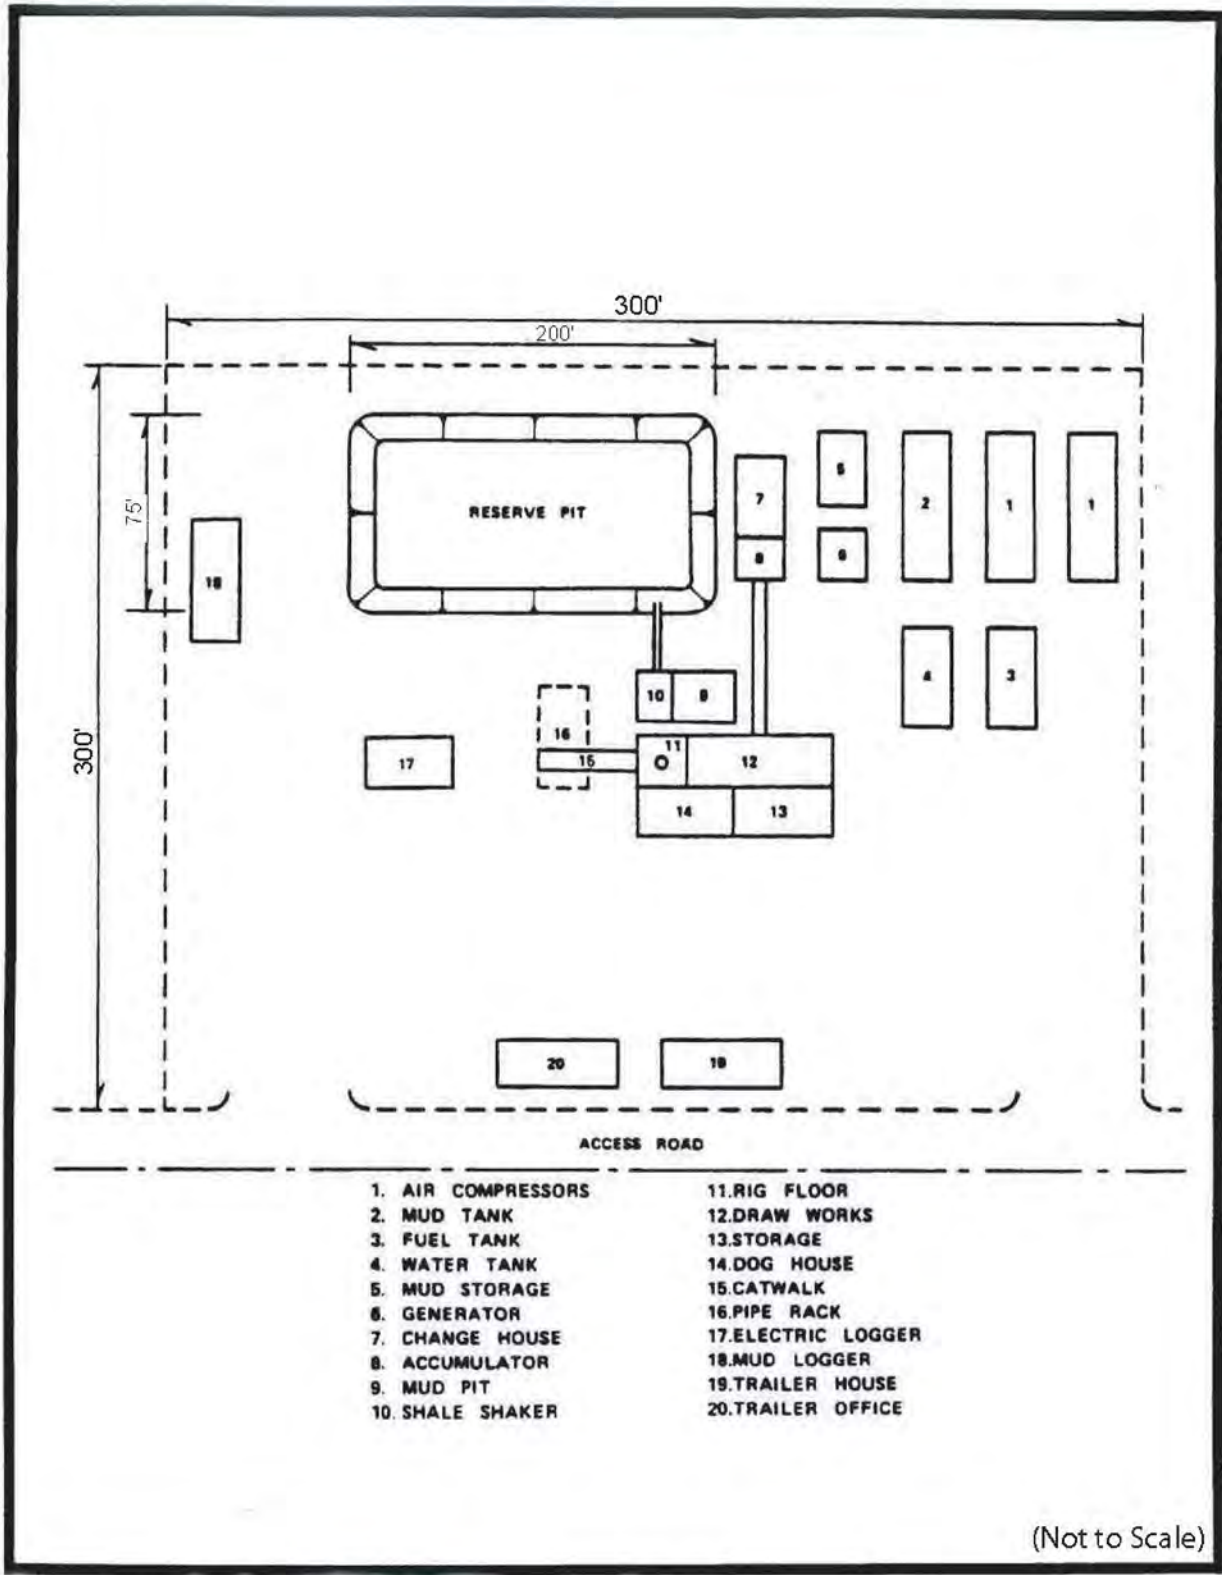 300'
200'
75'
RESERVE PIT
7
5
2
1
1
8
6
18
4
3
10
9
16
11
17
15
12
14
13
300'
20
19
ACCESS ROAD
1. AIR COMPRESSORS
2. MUD TANK
3. FUEL TANK
4. WATER TANK
5. MUD STORAGE
6. GENERATOR
7. CHANGE HOUSE
8. ACCUMULATOR
9. MUD PIT
10. SHALE SHAKER
11.RIG FLOOR
12.DRAW WORKS
13.STORAGE
14.DOG HOUSE
15.CATWALK
16.PIPE RACK
17.ELECTRIC LOGGER
18.MUD LOGGER
19.TRAILER HOUSE
20.TRAILER OFFICE
(Not to Scale)